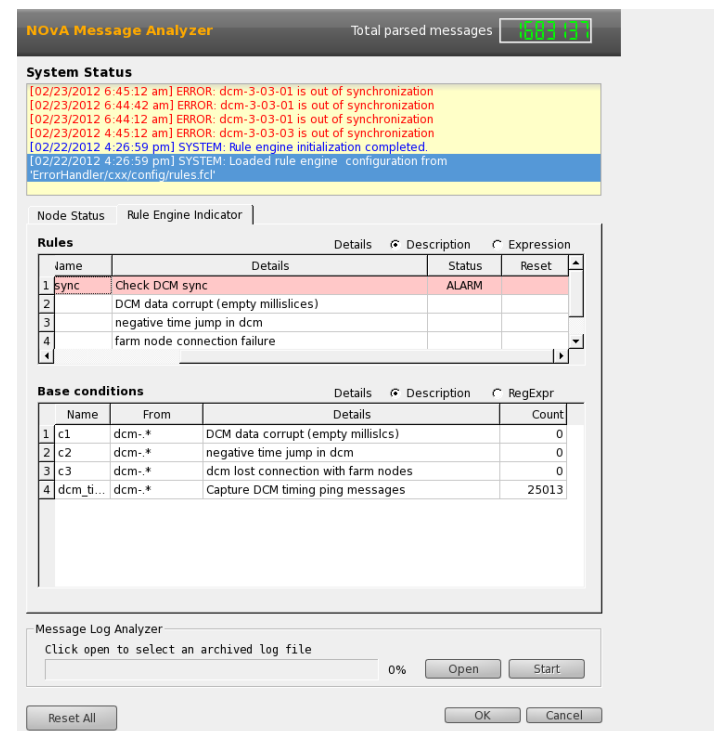 NOvA Message Analyzer Total parsed messages 1683137
System Status
[02/23/2012 6:45:12 am] ERROR: dcm-3-03-01 is out of synchronization
[02/23/2012 6:44:42 am] ERROR: dcm-3-03-01 is out of synchronization
[02/23/2012 6:44:12 am] ERROR: dcm-3-03-01 is out of synchronization
[02/23/2012 4:45:12 am] ERROR: dcm-3-03-03 is out of synchronization
[02/22/2012 4:26:59 pm] SYSTEM: Rule engine initialization completed.
[02/22/2012 4:26:59 pm] SYSTEM: Loaded rule engine configuration from
'ErrorHandler/cxx/config/rules.fcl'
Node Status Rule Engine Indicator
Rules Details Description Expression
Name Details Status Reset
1 sync Check DCM sync ALARM
2 DCM data corrupt (empty millislices)
3 negative time jump in dcm
4 farm node connection failure
Base conditions Details Description RegExpr
Name From Details Count
1 c1 dcm-.* DCM data corrupt (empty millislcs) 0
2 c2 dcm-.* negative time jump in dcm 0
3 c3 dcm-.* dcm lost connection with farm nodes 0
4 dcm_ti... dcm-.* Capture DCM timing ping messages 25013
Message Log Analyzer
Click open to select an archived log file
0% Open Start
Reset All OK Cancel